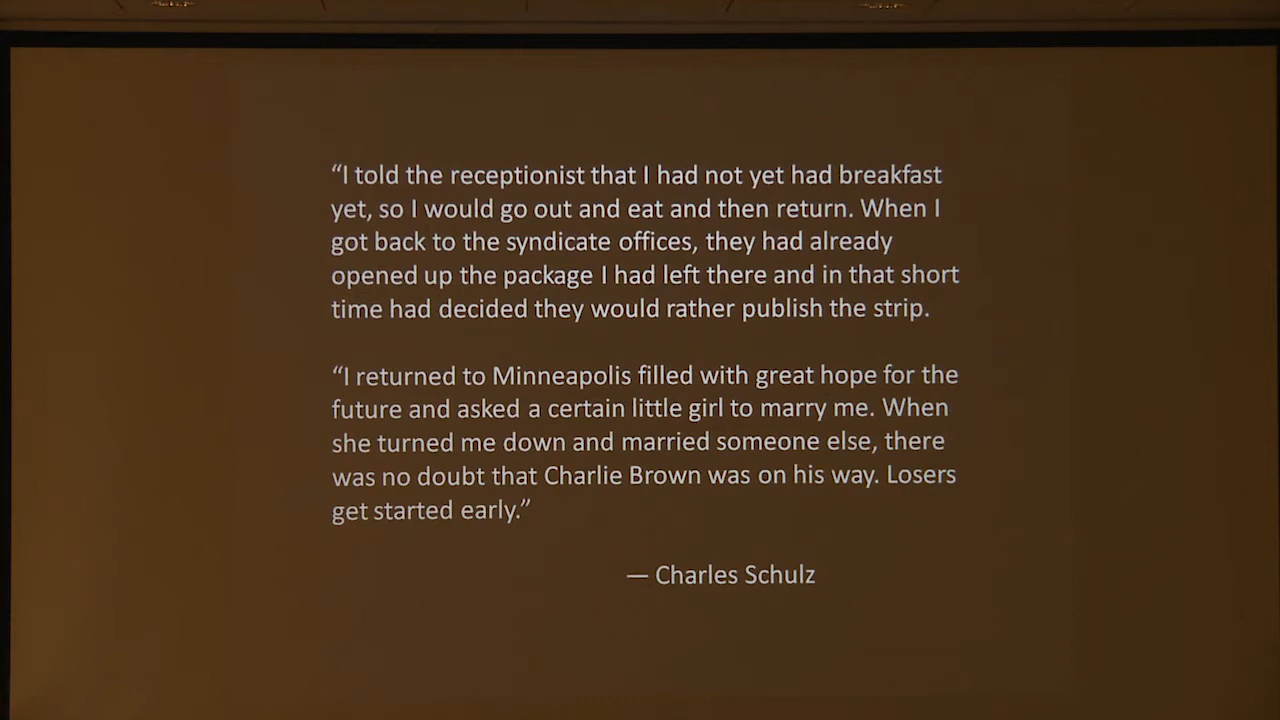 “I told the receptionist that I had not yet had breakfast
yet, so I would go out and eat and then return. When I
got back to the syndicate offices, they had already
opened up the package I had left there and in that short
time had decided they would rather publish the strip.
“I returned to Minneapolis filled with great hope for the
future and asked a certain little girl to marry me. When
she turned me down and married someone else, there
was no doubt that Charlie Brown was on his way. Losers
get started early.”
— Charles Schulz